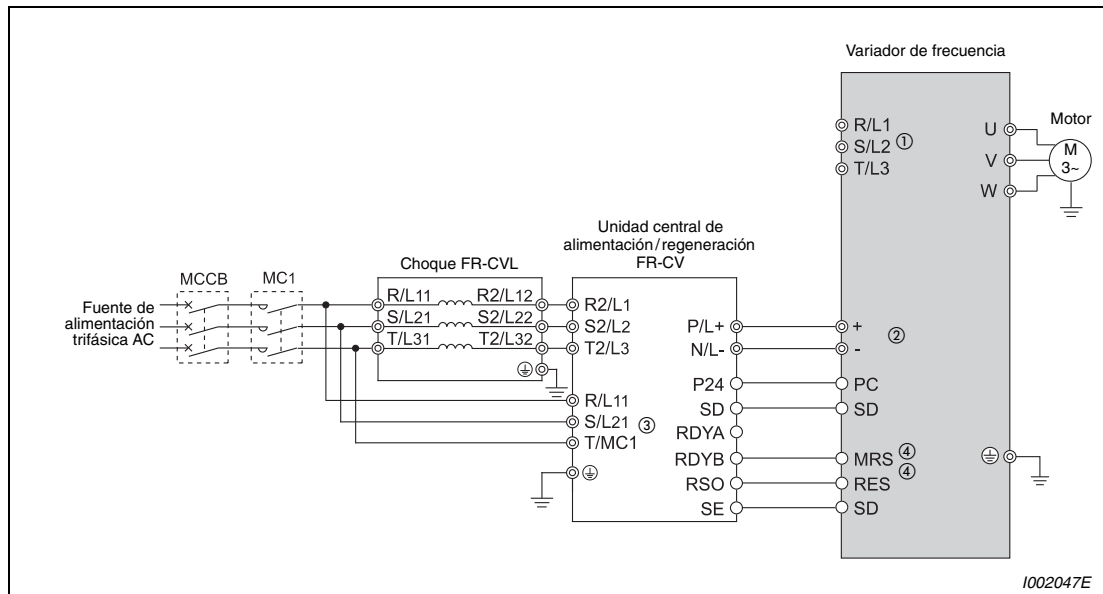 Variador de frecuencia
R/L1
S/L2 ①
T/L3
U
V
W
Motor
M
3~
Unidad central de
alimentación/regeneración
FR-CV
Choque FR-CVL
MCCB
MC1
Fuente de
alimentación
trifásica AC
R/L11
R2/L12
S/L21
S2/L22
T/L31
T2/L32
R2/L1
S2/L2
T2/L3
R/L11
S/L21 ③
T/MC1
P/L+
N/L-
P24
SD
RDYA
RDYB
RSO
SE
+
-
②
PC
SD
MRS ④
RES ④
SD
I002047E